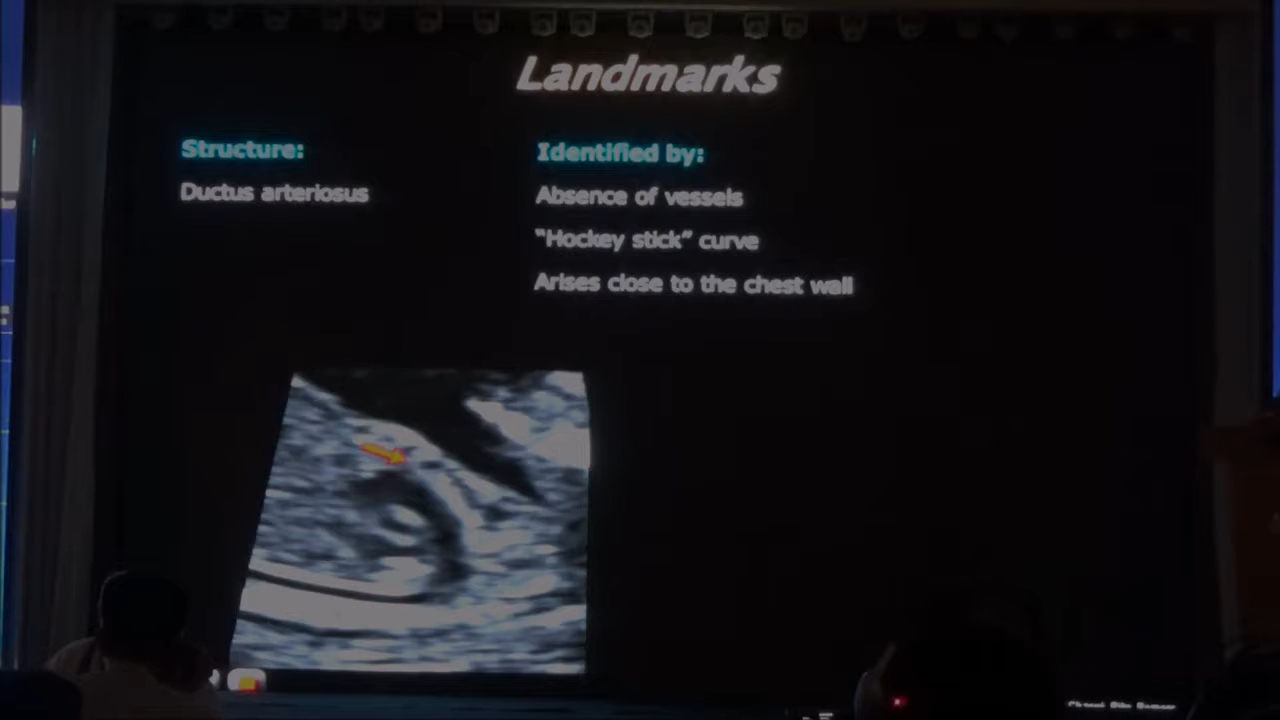 Landmarks
Structure:
Identified by:
Ductus arteriosus
Absence of vessels
"Hockey stick" curve
Arises close to the chest wall